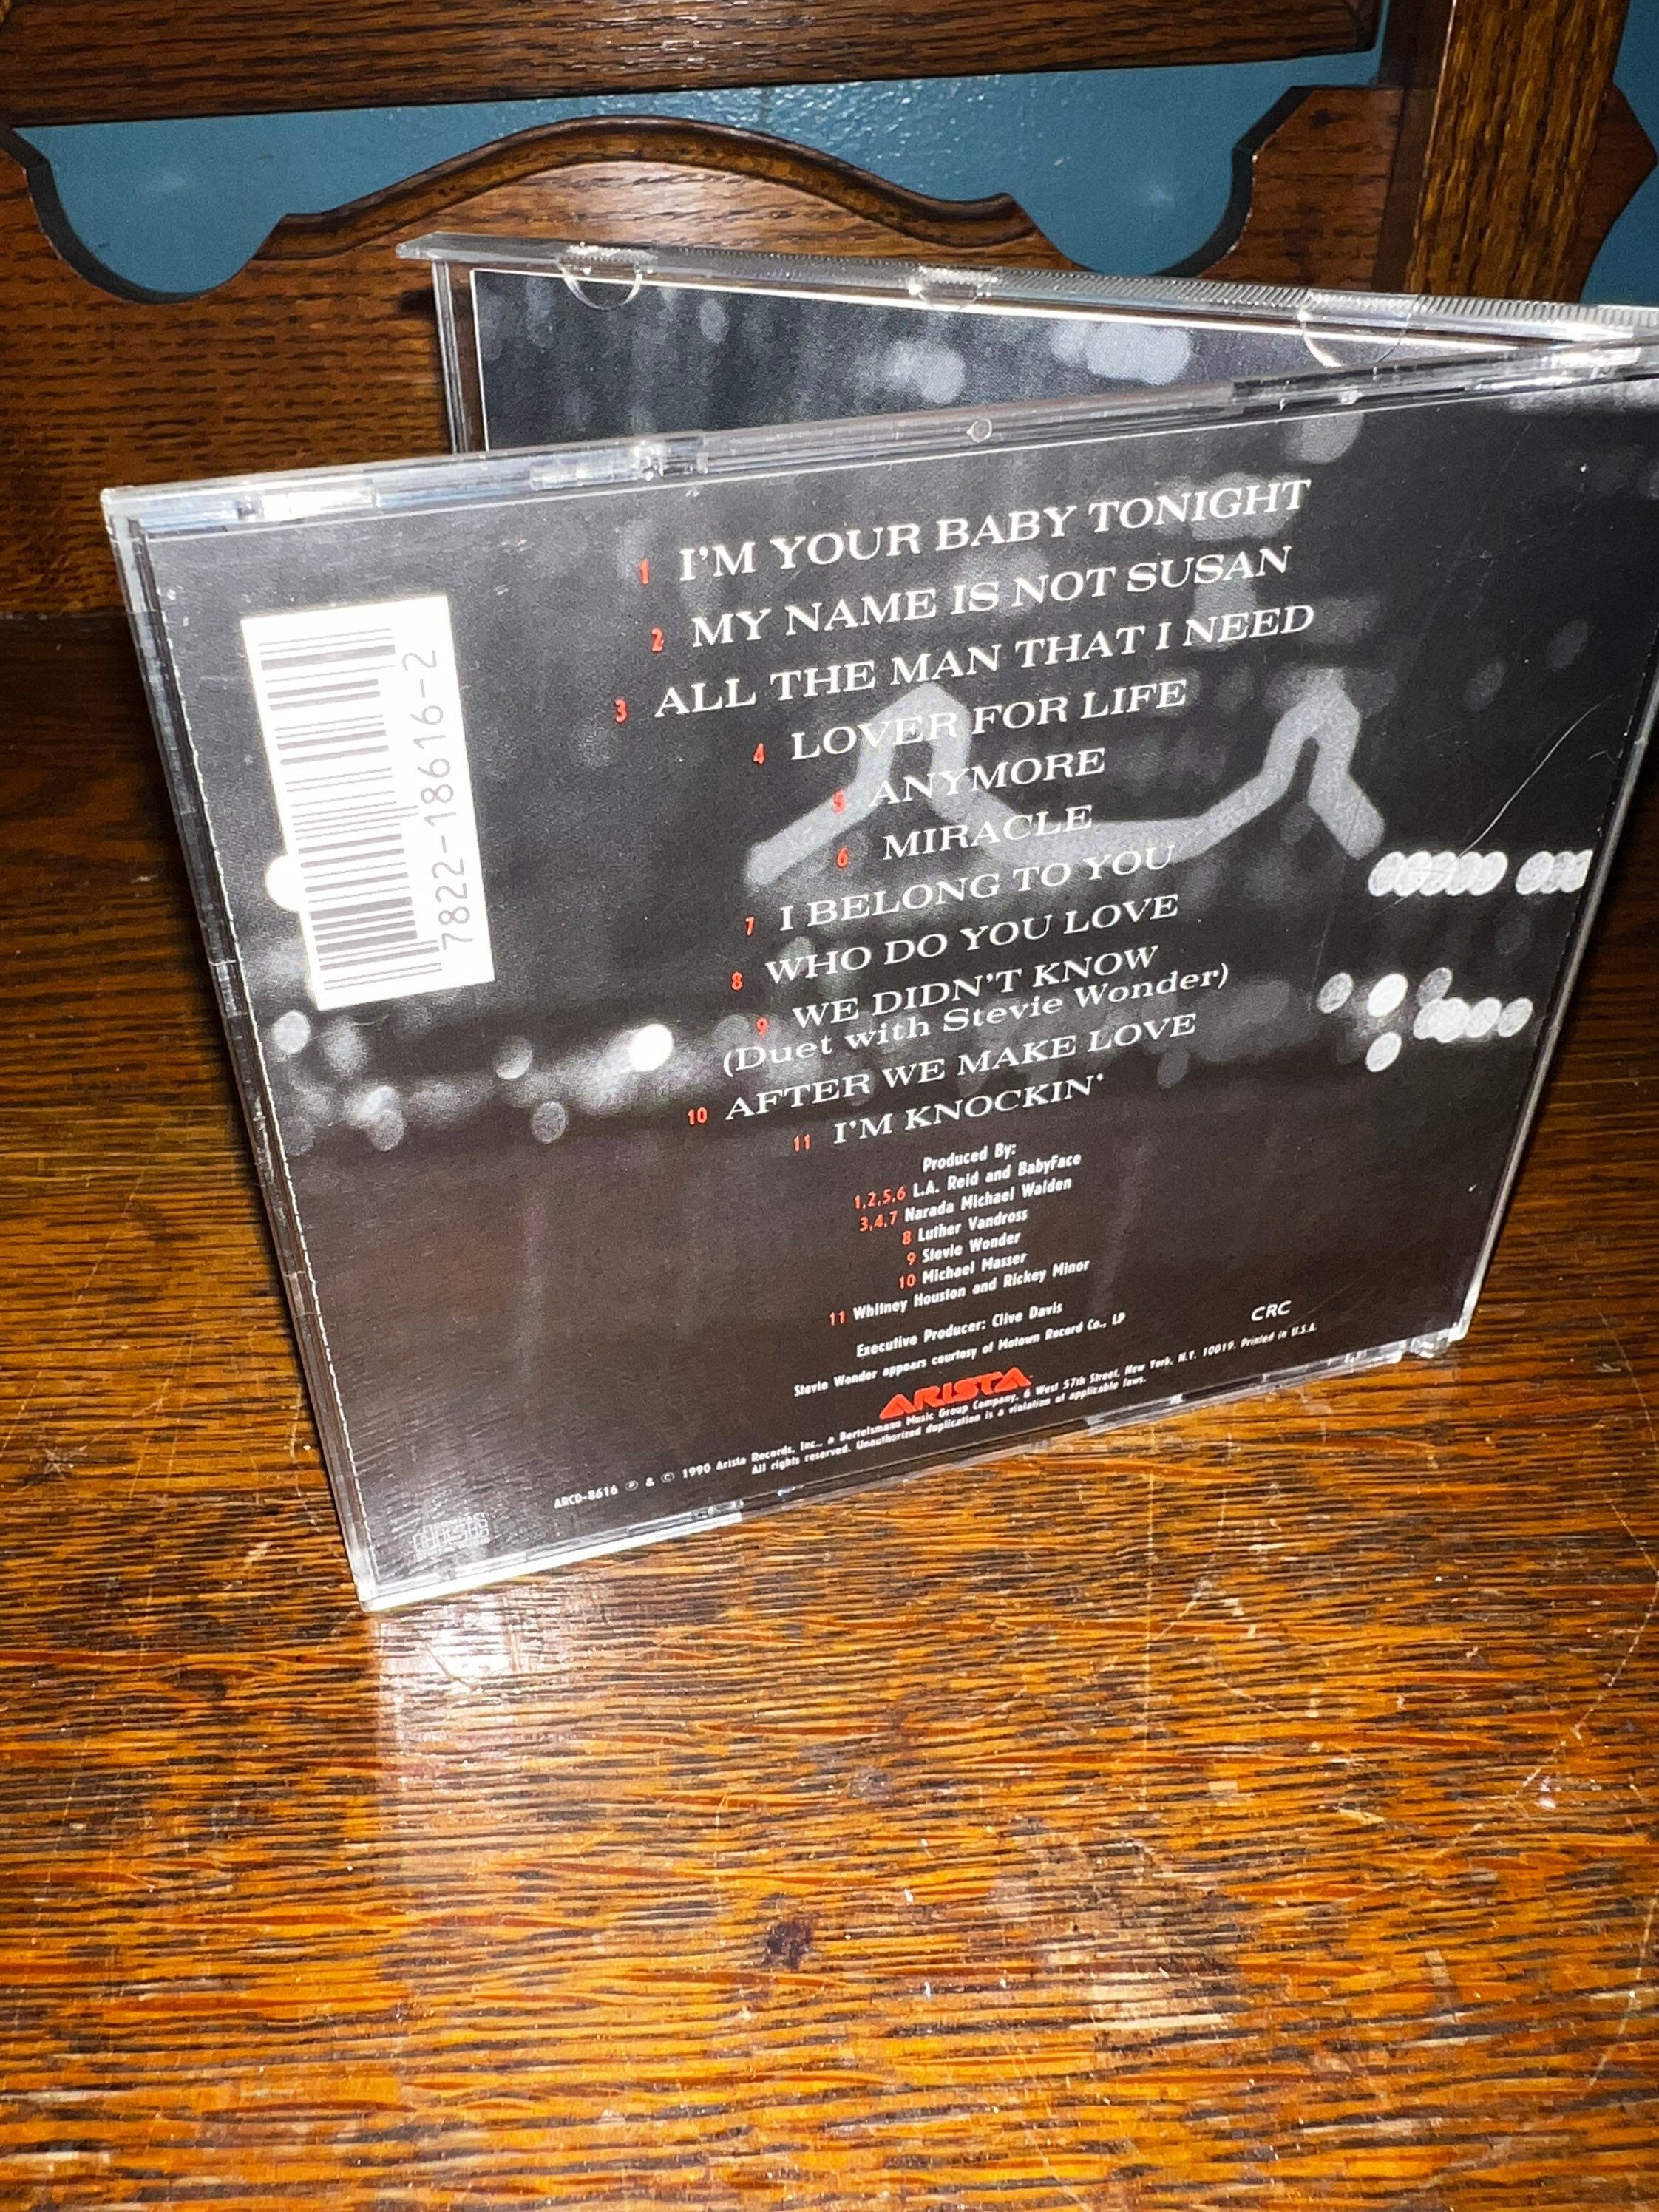 1 I'M YOUR BABY TONIGHT
2 MY NAME IS NOT SUSAN
3 ALL THE MAN THAT I NEED
4 LOVER FOR LIFE
5 ANYMORE
6 MIRACLE
7 I BELONG TO YOU
8 WHO DO YOU LOVE
9 WE DIDN'T KNOW
(Duet with Stevie Wonder)
10 AFTER WE MAKE LOVE
11 I'M KNOCKIN'
7822-18616-2
Produced By:
1,2,5,6 L.A. Reid and Babyface
3,4,7 Narada Michael Walden
8 Luther Vandross
9 Stevie Wonder
10 Michael Masser
11 Whitney Houston and Rickey Minor
Executive Producer: Clive Davis
Stevie Wonder appears courtesy of Motown Record Co., LP
CRC
ARISTA
ARCD-8616 ℗ & © 1990 Arista Records, Inc., a Bertelsmann Music Group Company, 6 West 57th Street, New York, N.Y. 10019. Printed in U.S.A.
All rights reserved. Unauthorized duplication is a violation of applicable laws.
disc